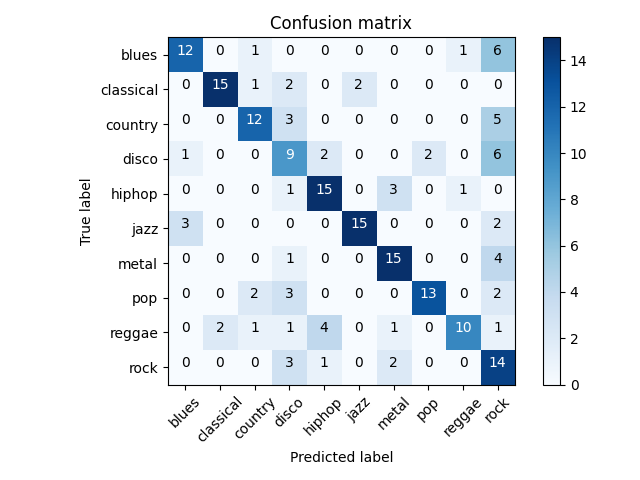 Confusion matrix
blues 12 0 1 0 0 0 0 0 1 6
classical 0 15 1 2 0 2 0 0 0 0
country 0 0 12 3 0 0 0 0 0 5
disco 1 0 0 9 2 0 0 2 0 6
hiphop 0 0 0 1 15 0 3 0 1 0
jazz 3 0 0 0 0 15 0 0 0 2
metal 0 0 0 1 0 0 15 0 0 4
pop 0 0 2 3 0 0 0 13 0 2
reggae 0 2 1 1 4 0 1 0 10 1
rock 0 0 0 3 1 0 2 0 0 14
blues classical country disco hiphop jazz metal pop reggae rock
Predicted label
True label
14
12
10
8
6
4
2
0